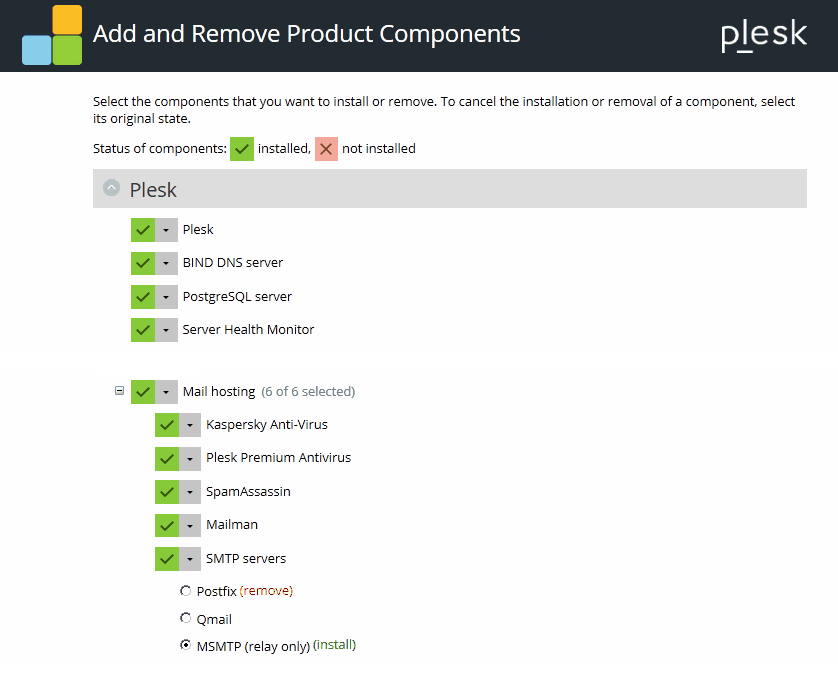 Add and Remove Product Components
plesk
Select the components that you want to install or remove. To cancel the installation or removal of a component, select
its original state.
Status of components: installed, not installed
Plesk
Plesk
BIND DNS server
PostgreSQL server
Server Health Monitor
Mail hosting (6 of 6 selected)
Kaspersky Anti-Virus
Plesk Premium Antivirus
SpamAssassin
Mailman
SMTP servers
Postfix (remove)
Qmail
MSMTP (relay only) (install)